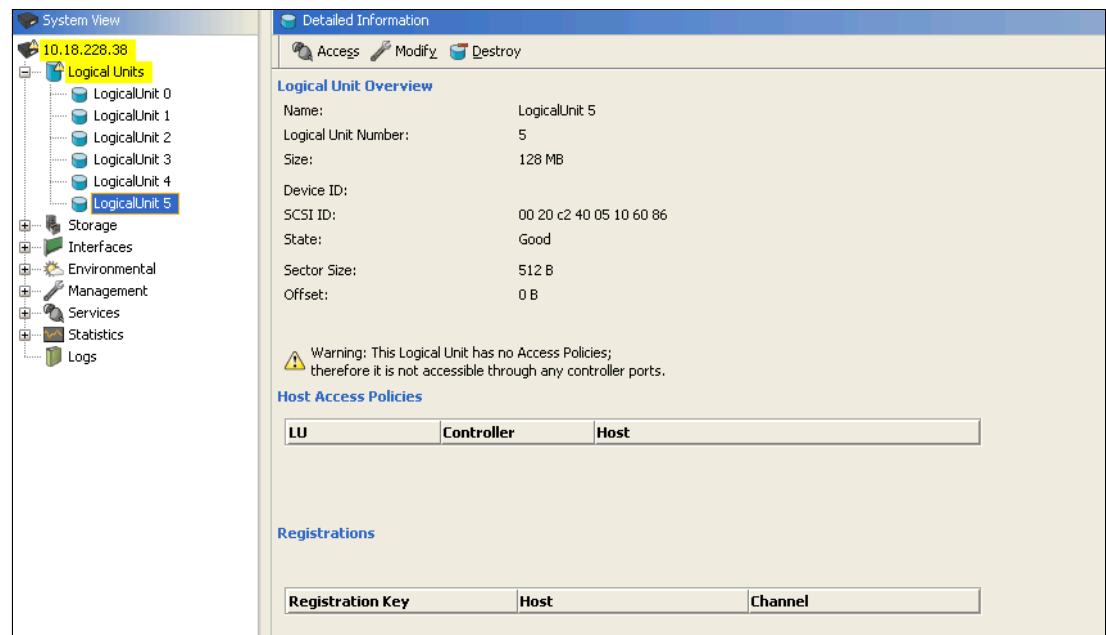 System View
10.18.228.38
Logical Units
LogicalUnit 0
LogicalUnit 1
LogicalUnit 2
LogicalUnit 3
LogicalUnit 4
LogicalUnit 5
Storage
Interfaces
Environmental
Management
Services
Statistics
Logs
Detailed Information
Access Modify Destroy
Logical Unit Overview
Name: LogicalUnit 5
Logical Unit Number: 5
Size: 128 MB
Device ID:
SCSI ID: 00 20 c2 40 05 10 60 86
State: Good
Sector Size: 512 B
Offset: 0 B
Warning: This Logical Unit has no Access Policies;
therefore it is not accessible through any controller ports.
Host Access Policies
LU Controller Host
Registrations
Registration Key Host Channel